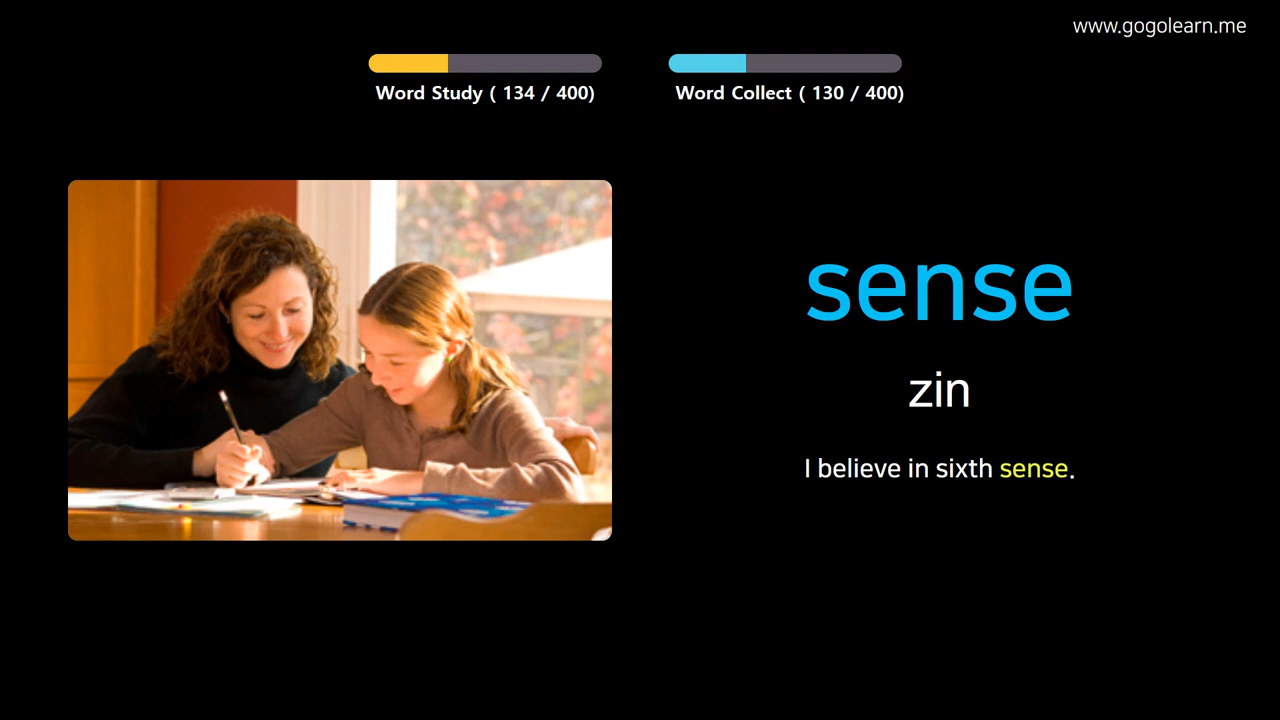 www.gogolearn.me
Word Study ( 134 / 400)
Word Collect ( 130 / 400)
sense
zin
I believe in sixth sense.